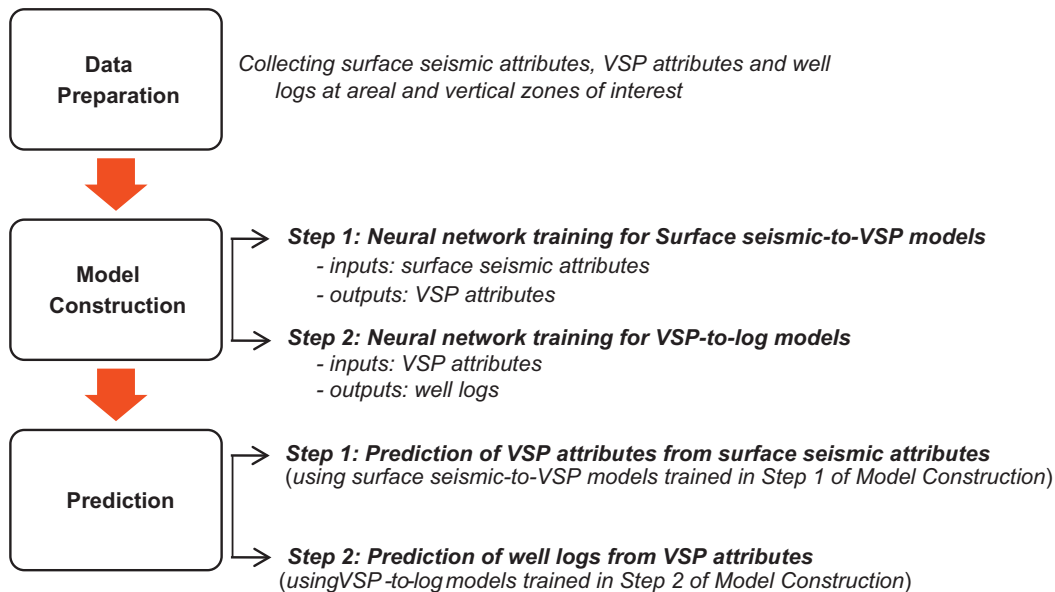 Data
Preparation
Collecting surface seismic attributes, VSP attributes and well
logs at areal and vertical zones of interest
Model
Construction
Step 1: Neural network training for Surface seismic-to-VSP models
- inputs: surface seismic attributes
- outputs: VSP attributes
Step 2: Neural network training for VSP-to-log models
- inputs: VSP attributes
- outputs: well logs
Prediction
Step 1: Prediction of VSP attributes from surface seismic attributes
(using surface seismic-to-VSP models trained in Step 1 of Model Construction)
Step 2: Prediction of well logs from VSP attributes
(usingVSP-to-log models trained in Step 2 of Model Construction)